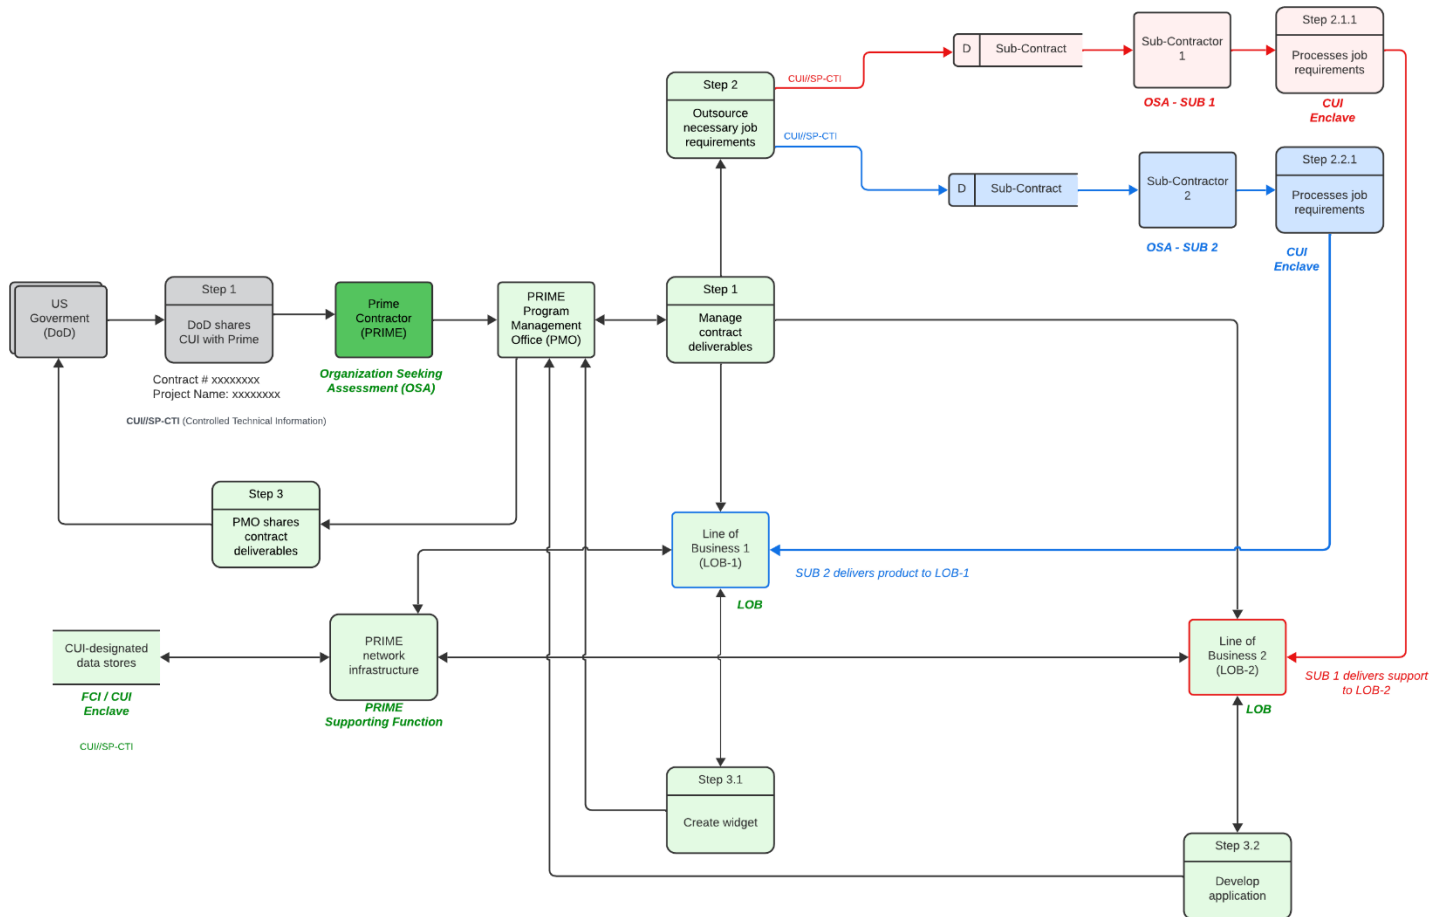 Step 2
Outsource
necessary job
requirements
CUI//SP-CTI
CUI//SP-CTI
D
Sub-Contract
Sub-Contractor
1
OSA - SUB 1
Step 2.1.1
Processes job
requirements
CUI
Enclave
D
Sub-Contract
Sub-Contractor
2
OSA - SUB 2
Step 2.2.1
Processes job
requirements
CUI
Enclave
US
Goverment
(DoD)
Step 1
DoD shares
CUI with Prime
Contract # xxxxxxxx
Project Name: xxxxxxxx
CUI//SP-CTI (Controlled Technical Information)
Prime
Contractor
(PRIME)
Organization Seeking
Assessment (OSA)
PRIME
Program
Management
Office (PMO)
Step 1
Manage
contract
deliverables
Step 3
PMO shares
contract
deliverables
Line of
Business 1
(LOB-1)
LOB
SUB 2 delivers product to LOB-1
CUI-designated
data stores
FCI / CUI
Enclave
CUI//SP-CTI
PRIME
network
infrastructure
PRIME
Supporting Function
Line of
Business 2
(LOB-2)
LOB
SUB 1 delivers support
to LOB-2
Step 3.1
Create widget
Step 3.2
Develop
application